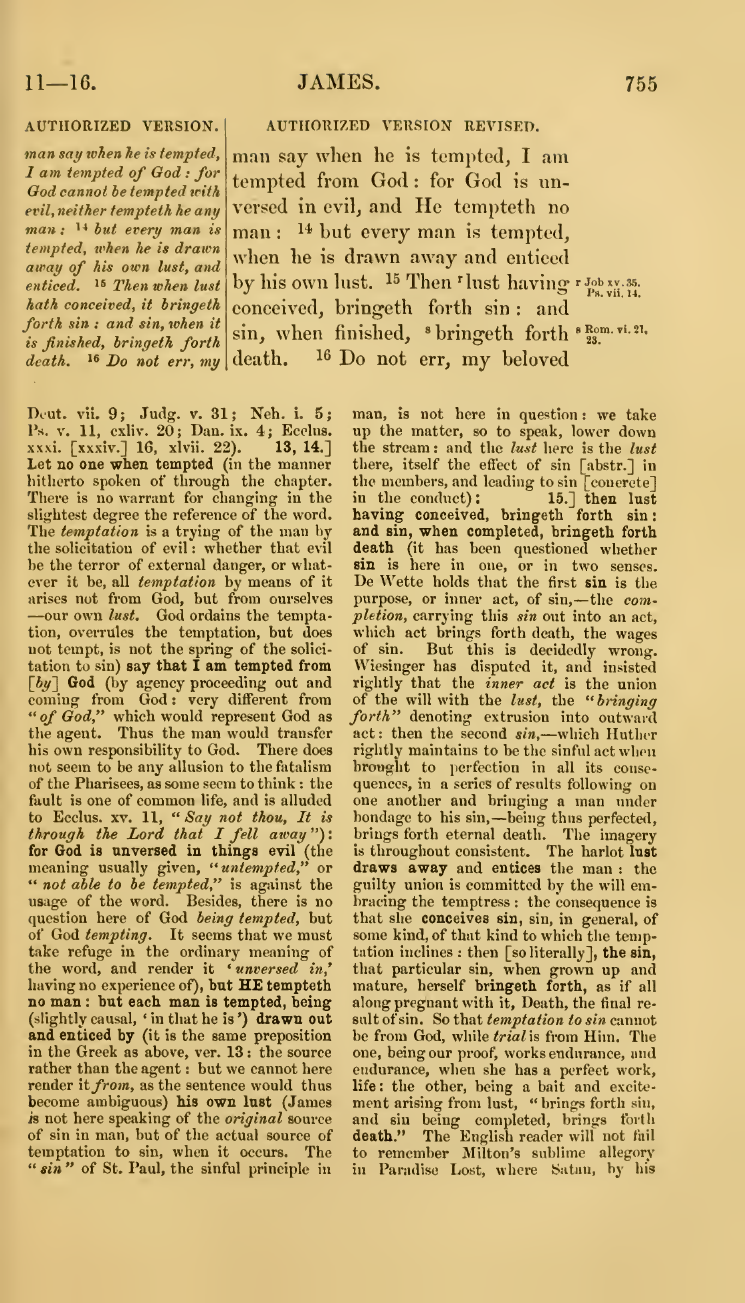 11—16.
JAMES.
755
AUTHORIZED VERSION.
man say when he is tempted,
I am tempted of God : for
God cannot be tempted with
evil, neither tempteth he any
man : 14 but every man is
tempted, when he is drawn
away of his own lust, and
enticed. 15 Then when lust
hath conceived, it bringeth
forth sin : and sin, when it
is finished, bringeth forth
death. 16 Do not err, my
AUTHORIZED VERSION REVISED.
man say when he is tempted, I am
tempted from God : for God is un-
versed in evil, and He tempteth no
man : 14 but every man is tempted,
when he is drawn away and enticed
by his own lust. 15 Then r lust having
conceived, bringeth forth sin : and
sin, when finished, s bringeth forth
death. 16 Do not err, my beloved
r Job xv. 35.
Ps. vii. 14.
s Rom. vi. 21,
23.
Deut. vii. 9; Judg. v. 31; Neh. i. 5;
Ps. v. 11, cxliv. 20; Dan. ix. 4; Ecclus.
xxxi. [xxxiv.] 16, xlvii. 22). 13, 14.]
Let no one when tempted (in the manner
hitherto spoken of through the chapter.
There is no warrant for changing in the
slightest degree the reference of the word.
The temptation is a trying of the man by
the solicitation of evil: whether that evil
be the terror of external danger, or what-
ever it be, all temptation by means of it
arises not from God, but from ourselves
—our own lust. God ordains the tempta-
tion, overrules the temptation, but does
not tempt, is not the spring of the solici-
tation to sin) say that I am tempted from
[by] God (by agency proceeding out and
coming from God: very different from
"of God," which would represent God as
the agent. Thus the man would transfer
his own responsibility to God. There does
not seem to be any allusion to the fatalism
of the Pharisees, as some seem to think: the
fault is one of common life, and is alluded
to Ecclus. xv. 11, "Say not thou, It is
through the Lord that I fell away"):
for God is unversed in things evil (the
meaning usually given, "untempted," or
"not able to be tempted," is against the
usage of the word. Besides, there is no
question here of God being tempted, but
of God tempting. It seems that we must
take refuge in the ordinary meaning of
the word, and render it 'unversed in,'
having no experience of), but HE tempteth
no man: but each man is tempted, being
(slightly causal, 'in that he is') drawn out
and enticed by (it is the same preposition
in the Greek as above, ver. 13: the source
rather than the agent: but we cannot here
render it from, as the sentence would thus
become ambiguous) his own lust (James
is not here speaking of the original source
of sin in man, but of the actual source of
temptation to sin, when it occurs. The
"sin" of St. Paul, the sinful principle in
man, is not here in question: we take
up the matter, so to speak, lower down
the stream: and the lust here is the lust
there, itself the effect of sin [abstr.] in
the members, and leading to sin [concrete]
in the conduct): 15.] then lust
having conceived, bringeth forth sin:
and sin, when completed, bringeth forth
death (it has been questioned whether
sin is here in one, or in two senses.
De Wette holds that the first sin is the
purpose, or inner act, of sin,—the com-
pletion, carrying this sin out into an act,
which act brings forth death, the wages
of sin. But this is decidedly wrong.
Wiesinger has disputed it, and insisted
rightly that the inner act is the union
of the will with the lust, the "bringing
forth" denoting extrusion into outward
act: then the second sin,—which Huther
rightly maintains to be the sinful act when
brought to perfection in all its conse-
quences, in a series of results following on
one another and bringing a man under
bondage to his sin,—being thus perfected,
brings forth eternal death. The imagery
is throughout consistent. The harlot lust
draws away and entices the man: the
guilty union is committed by the will em-
bracing the temptress: the consequence is
that she conceives sin, sin, in general, of
some kind, of that kind to which the temp-
tation inclines: then [so literally], the sin,
that particular sin, when grown up and
mature, herself bringeth forth, as if all
along pregnant with it, Death, the final re-
sult of sin. So that temptation to sin cannot
be from God, while trial is from Him. The
one, being our proof, works endurance, and
endurance, when she has a perfect work,
life: the other, being a bait and excite-
ment arising from lust, "brings forth sin,
and sin being completed, brings forth
death." The English reader will not fail
to remember Milton's sublime allegory
in Paradise Lost, where Satan, by his